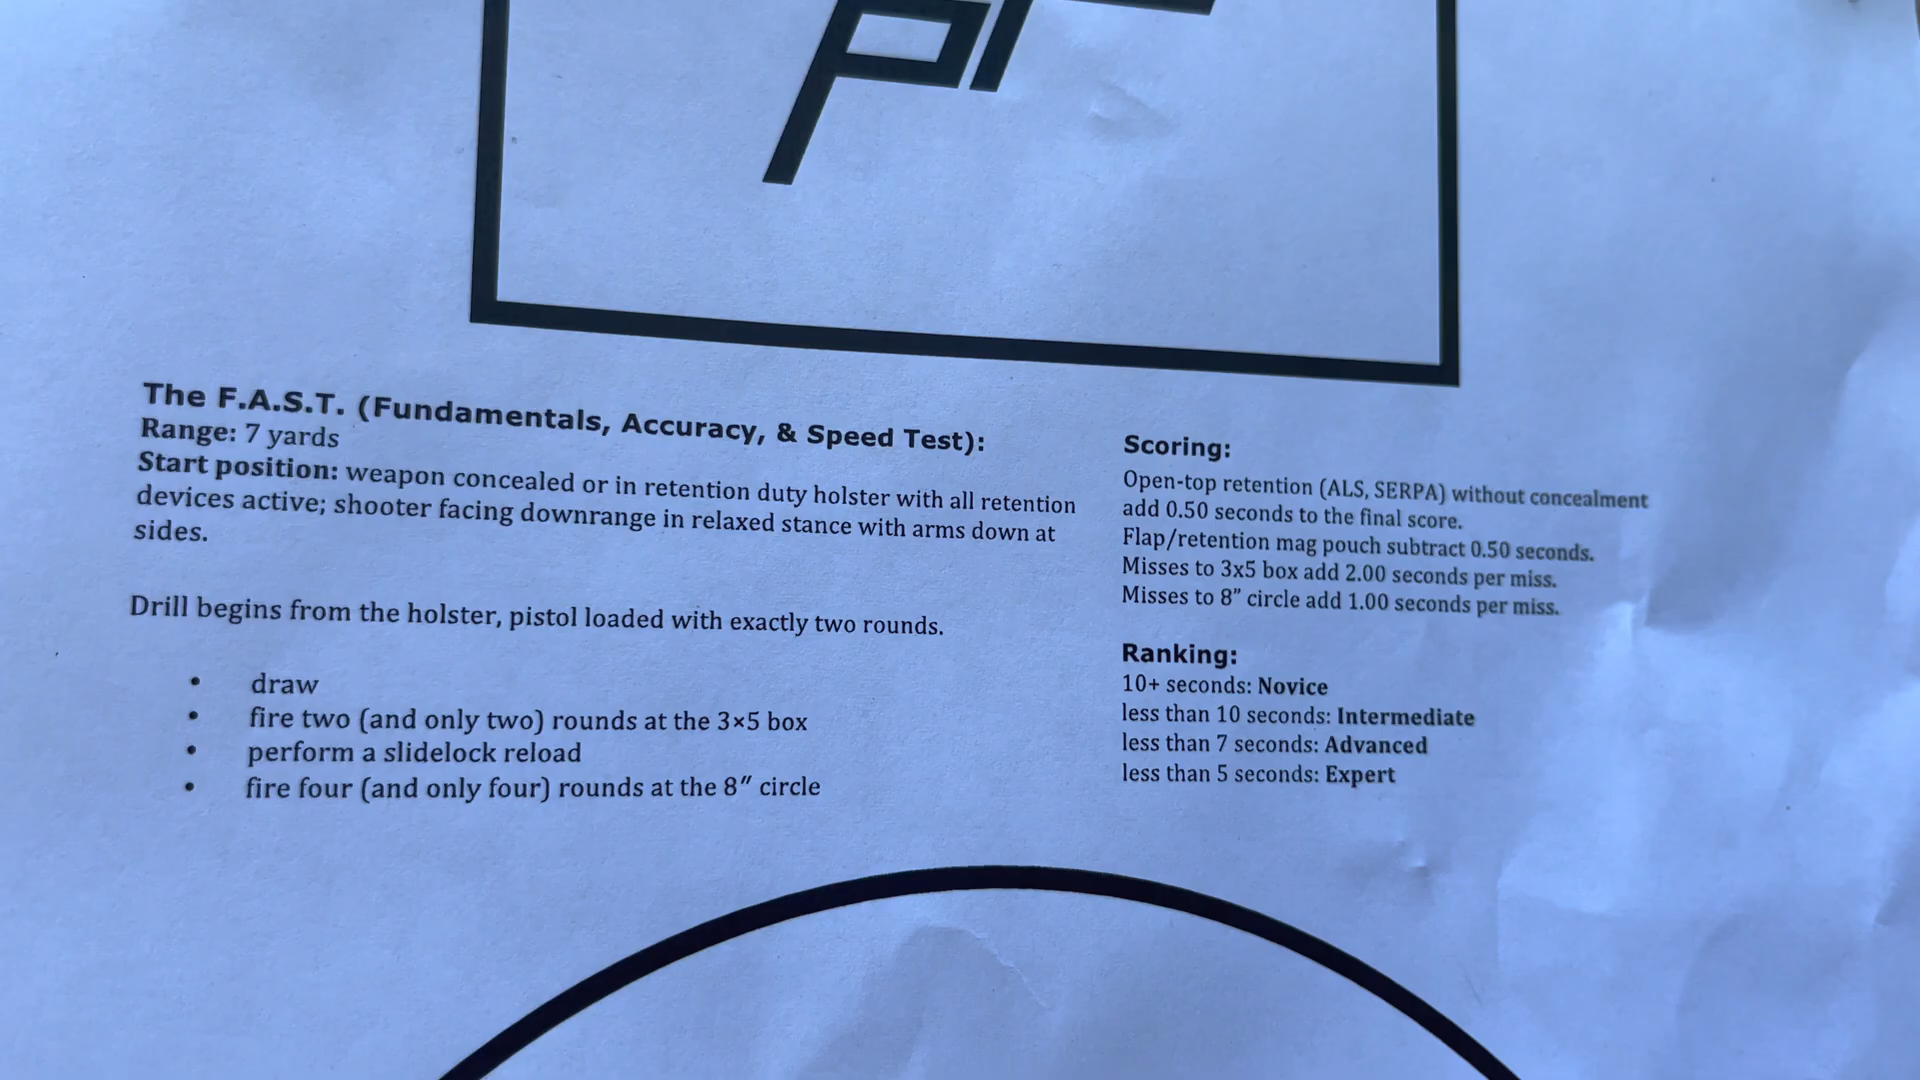 The F.A.S.T. (Fundamentals, Accuracy, & Speed Test):
Range: 7 yards
Start position: weapon concealed or in retention duty holster with all retention
devices active; shooter facing downrange in relaxed stance with arms down at
sides.
Drill begins from the holster, pistol loaded with exactly two rounds.
• draw
• fire two (and only two) rounds at the 3×5 box
• perform a slidelock reload
• fire four (and only four) rounds at the 8″ circle
Scoring:
Open-top retention (ALS, SERPA) without concealment
add 0.50 seconds to the final score.
Flap/retention mag pouch subtract 0.50 seconds.
Misses to 3x5 box add 2.00 seconds per miss.
Misses to 8” circle add 1.00 seconds per miss.
Ranking:
10+ seconds: Novice
less than 10 seconds: Intermediate
less than 7 seconds: Advanced
less than 5 seconds: Expert